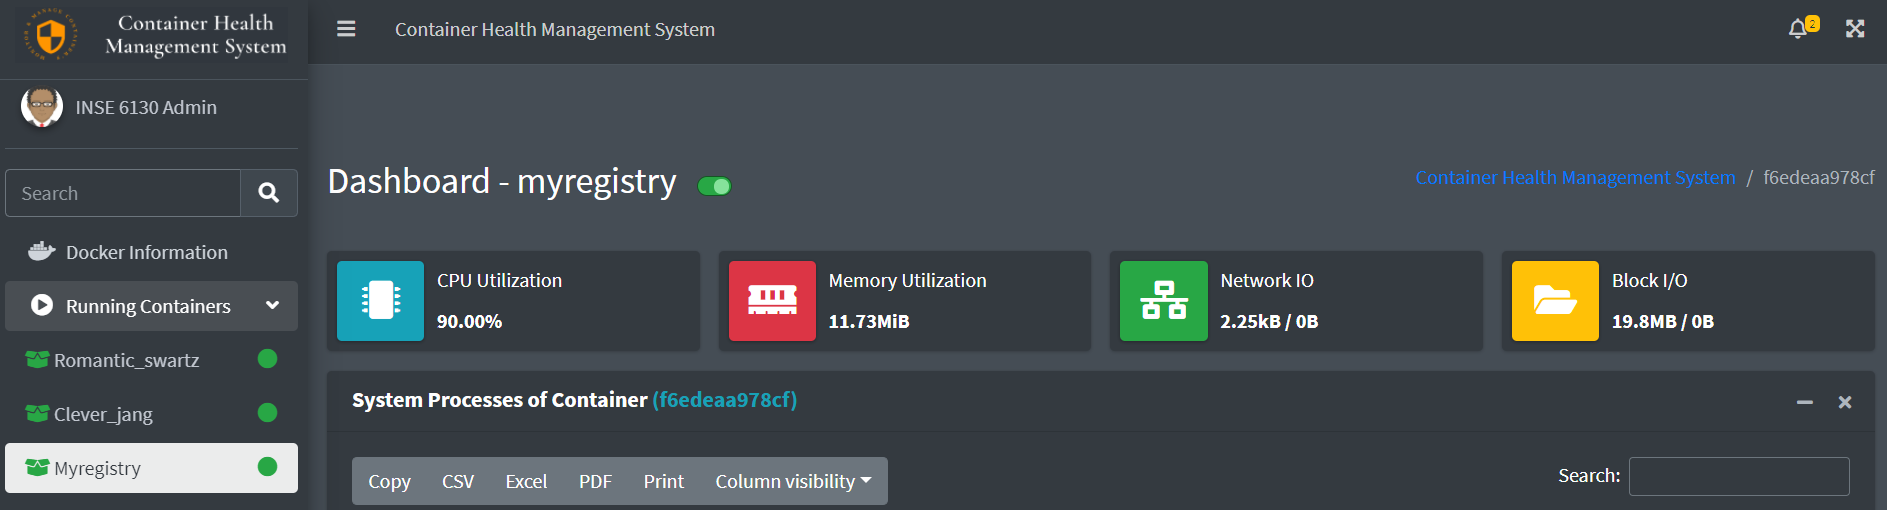 Container Health
Management System
Container Health Management System
2
INSE 6130 Admin
Search
Docker Information
Running Containers
Romantic_swartz
Clever_jang
Myregistry
Dashboard - myregistry
Container Health Management System / f6edeaa978cf
CPU Utilization
90.00%
Memory Utilization
11.73MiB
Network IO
2.25kB / 0B
Block I/O
19.8MB / 0B
System Processes of Container (f6edeaa978cf)
Copy CSV Excel PDF Print Column visibility
Search: